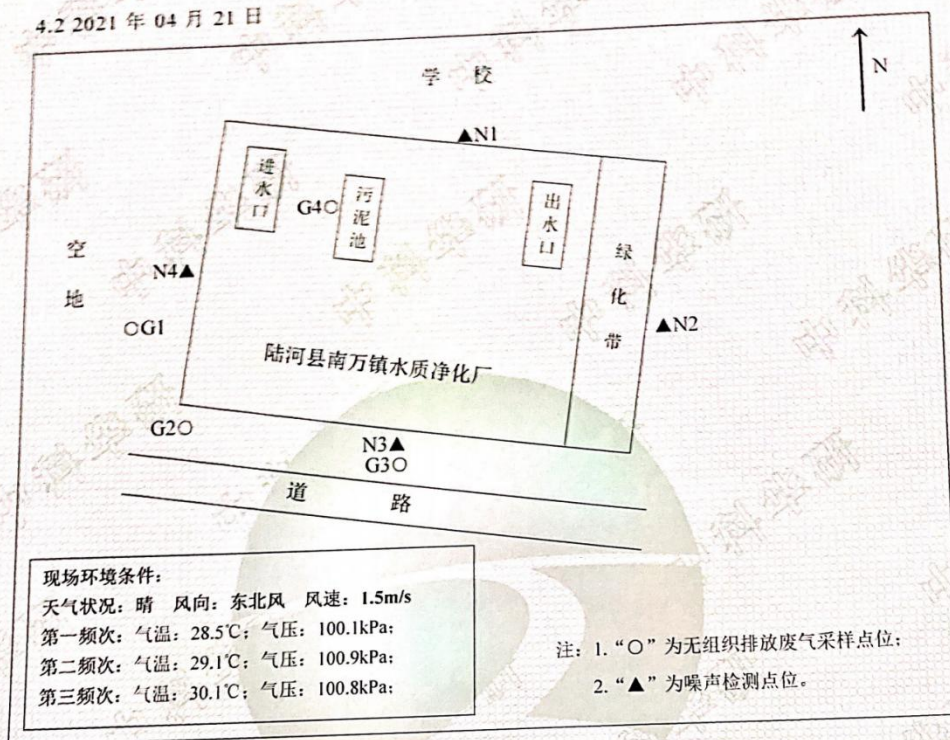 4.2 2021 年 04 月 21 日
学 校
N
▲N1
进水口
G4○
污泥池
出水口
绿化带
空地
N4▲
○G1
▲N2
陆河县南万镇水质净化厂
G2○
N3▲
G3○
道 路
现场环境条件：
天气状况：晴 风向：东北风 风速：1.5m/s
第一频次：气温：28.5℃；气压：100.1kPa；
第二频次：气温：29.1℃；气压：100.9kPa；
第三频次：气温：30.1℃；气压：100.8kPa；
注：1. “○” 为无组织排放废气采样点位；
2. “▲” 为噪声检测点位。